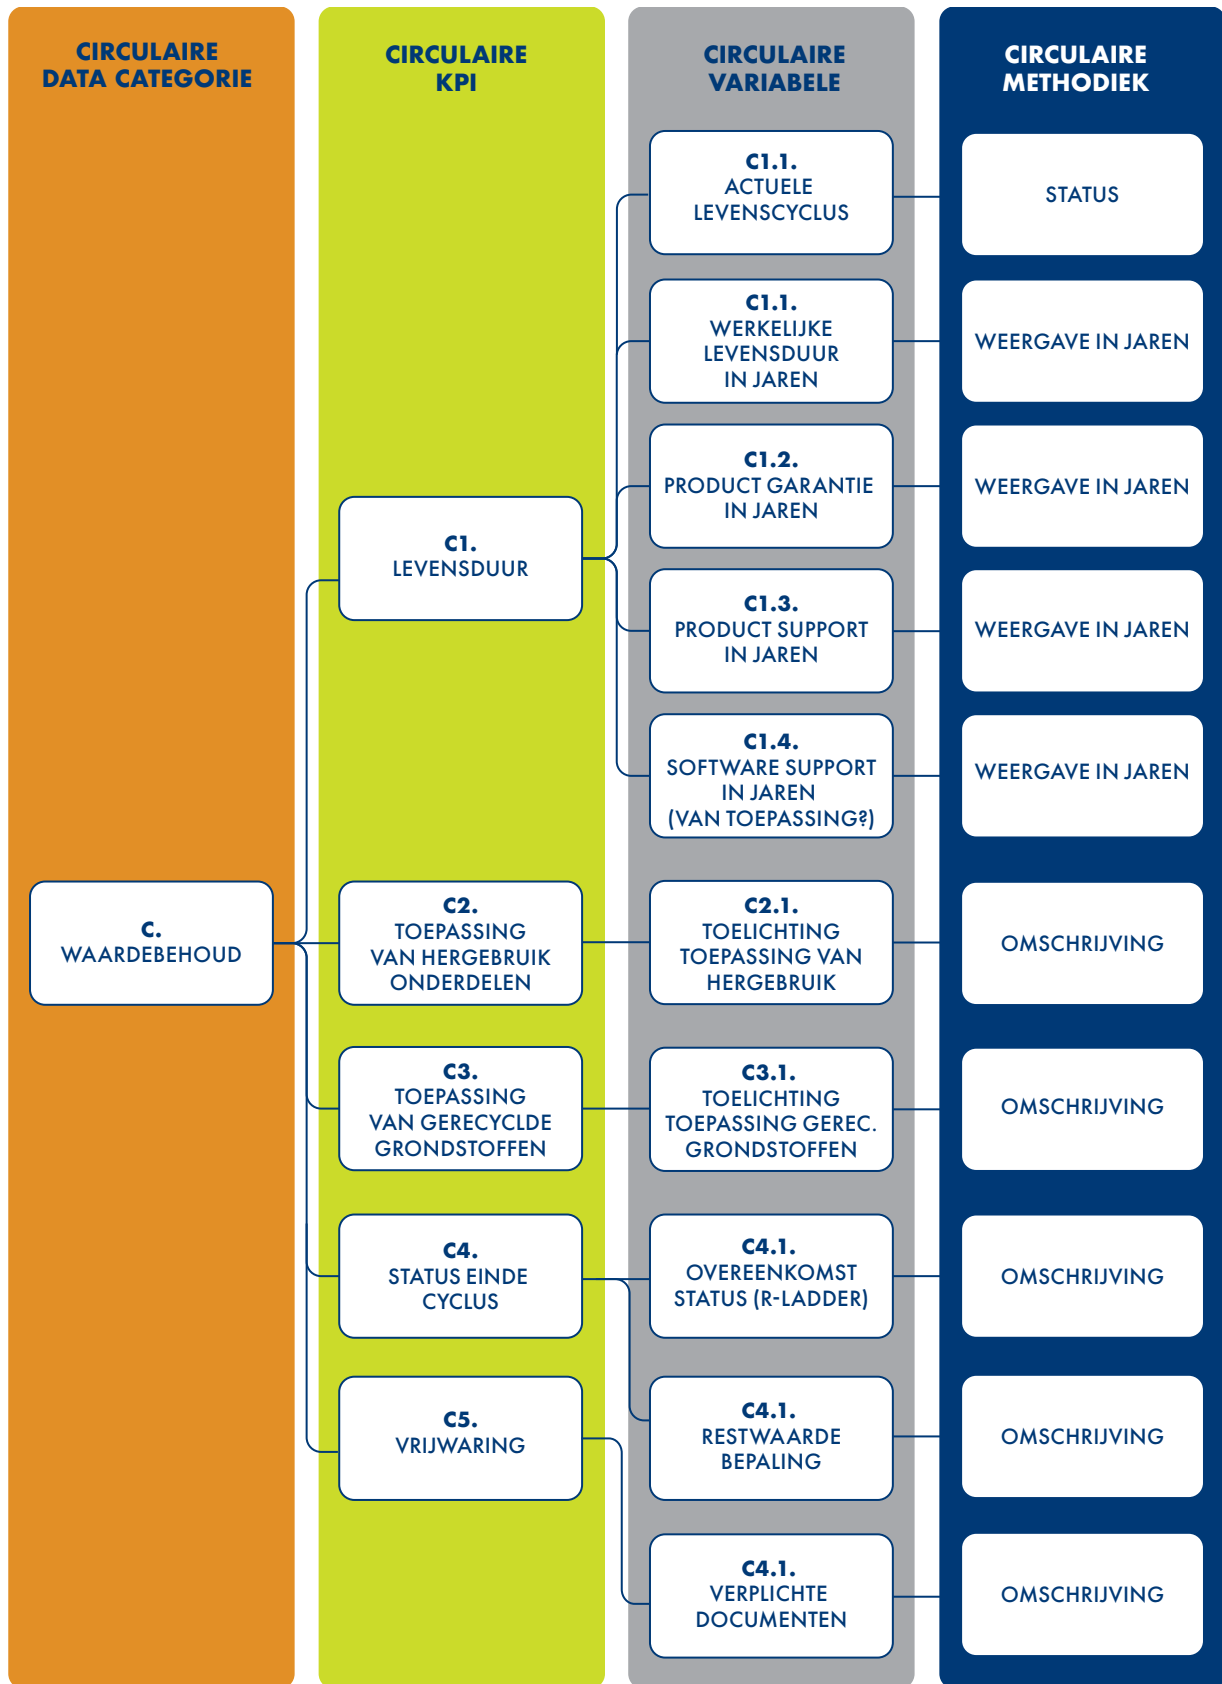 CIRCULAIRE
DATA CATEGORIE
CIRCULAIRE
KPI
CIRCULAIRE
VARIABELE
CIRCULAIRE
METHODIEK
C.
WAARDEBEHOUD
C1.
LEVENSDUUR
C2.
TOEPASSING
VAN HERGEBRUIK
ONDERDELEN
C3.
TOEPASSING
VAN GERECYCLDE
GRONDSTOFFEN
C4.
STATUS EINDE
CYCLUS
C5.
VRIJWARING
C1.1.
ACTUELE
LEVENSCYCLUS
C1.1.
WERKELIJKE
LEVENSDUUR
IN JAREN
C1.2.
PRODUCT GARANTIE
IN JAREN
C1.3.
PRODUCT SUPPORT
IN JAREN
C1.4.
SOFTWARE SUPPORT
IN JAREN
(VAN TOEPASSING?)
C2.1.
TOELICHTING
TOEPASSING VAN
HERGEBRUIK
C3.1.
TOELICHTING
TOEPASSING GEREC.
GRONDSTOFFEN
C4.1.
OVEREENKOMST
STATUS (R-LADDER)
C4.1.
RESTWAARDE
BEPALING
C4.1.
VERPLICHTE
DOCUMENTEN
STATUS
WEERGAVE IN JAREN
WEERGAVE IN JAREN
WEERGAVE IN JAREN
WEERGAVE IN JAREN
OMSCHRIJVING
OMSCHRIJVING
OMSCHRIJVING
OMSCHRIJVING
OMSCHRIJVING